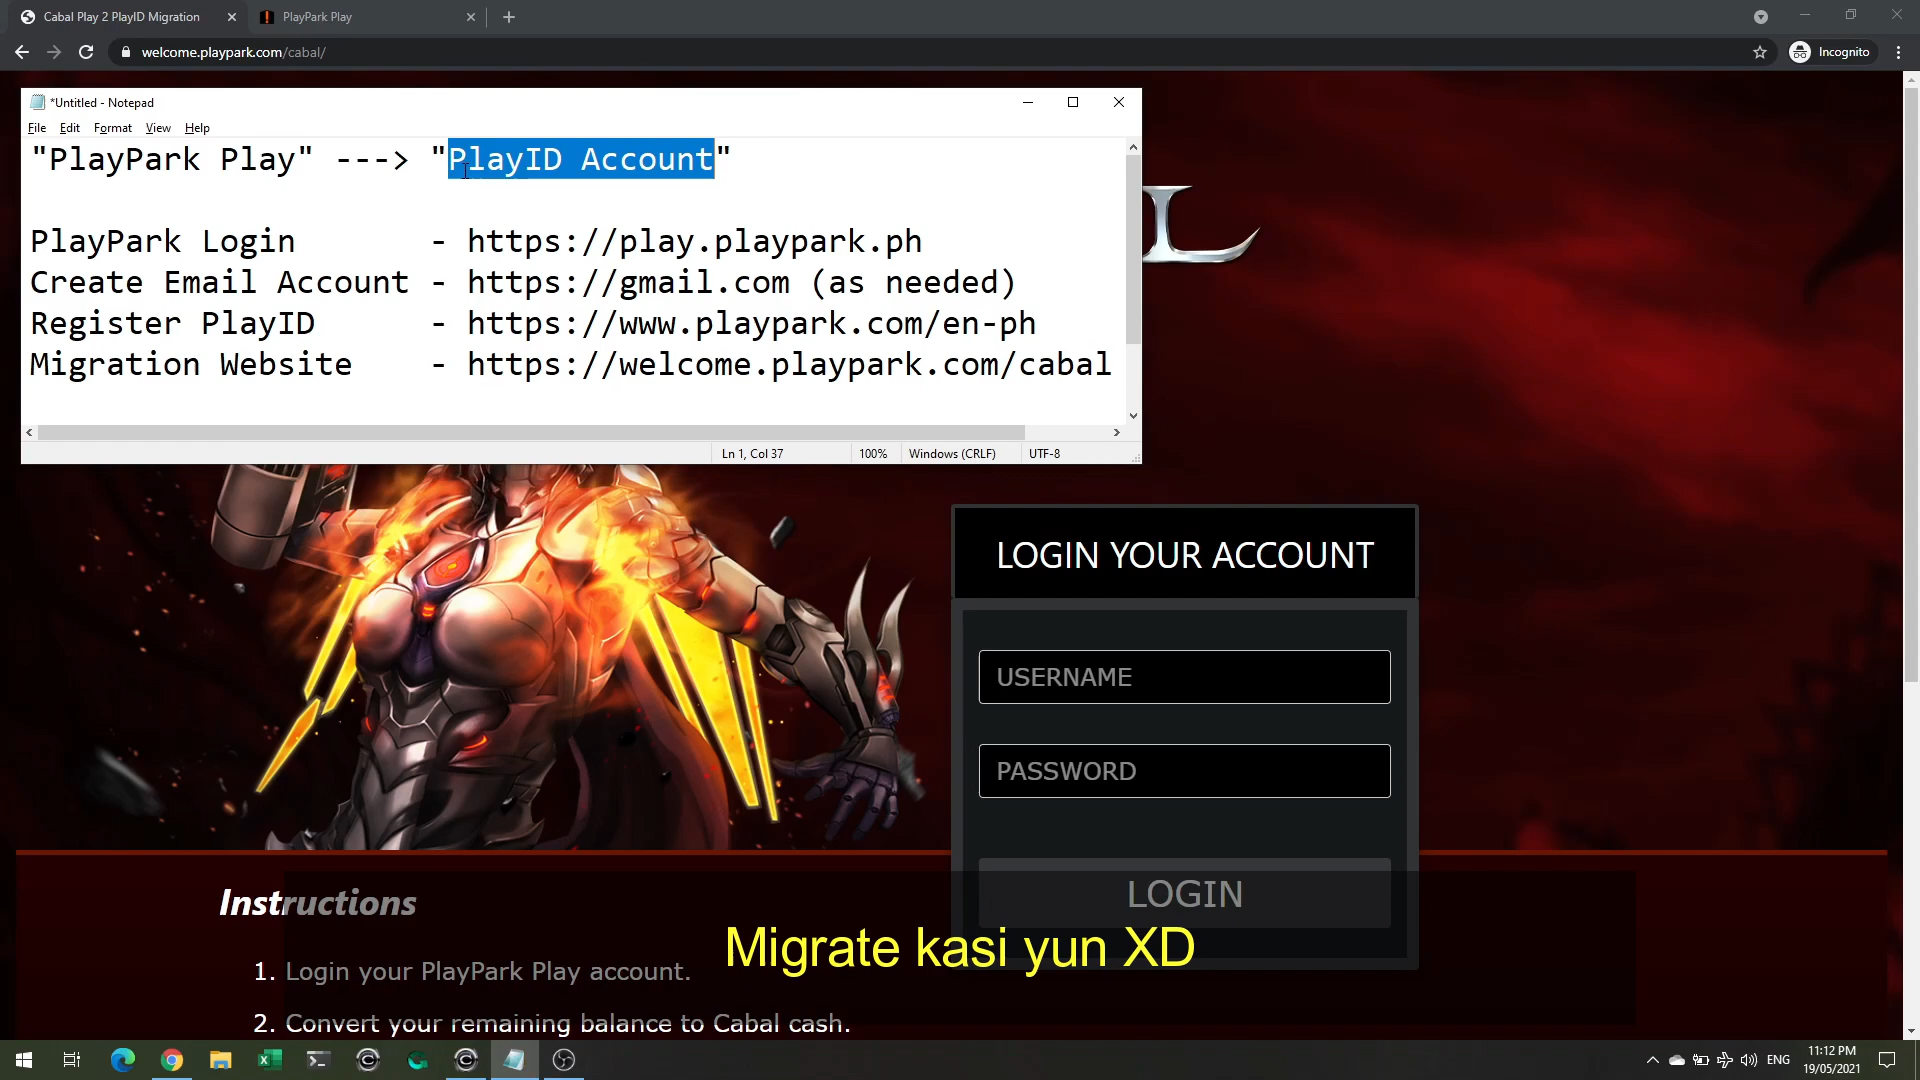 Cabal Play 2 PlayID Migration
PlayPark Play
welcome.playpark.com/cabal/
Incognito
*Untitled - Notepad
File Edit Format View Help
"PlayPark Play" ---> "PlayID Account"
PlayPark Login - https://play.playpark.ph
Create Email Account - https://gmail.com (as needed)
Register PlayID - https://www.playpark.com/en-ph
Migration Website - https://welcome.playpark.com/cabal
Ln 1, Col 37 100% Windows (CRLF) UTF-8
L
LOGIN YOUR ACCOUNT
USERNAME
PASSWORD
LOGIN
Instructions
Migrate kasi yun XD
1. Login your PlayPark Play account.
2. Convert your remaining balance to Cabal cash.
ENG
11:12 PM
19/05/2021